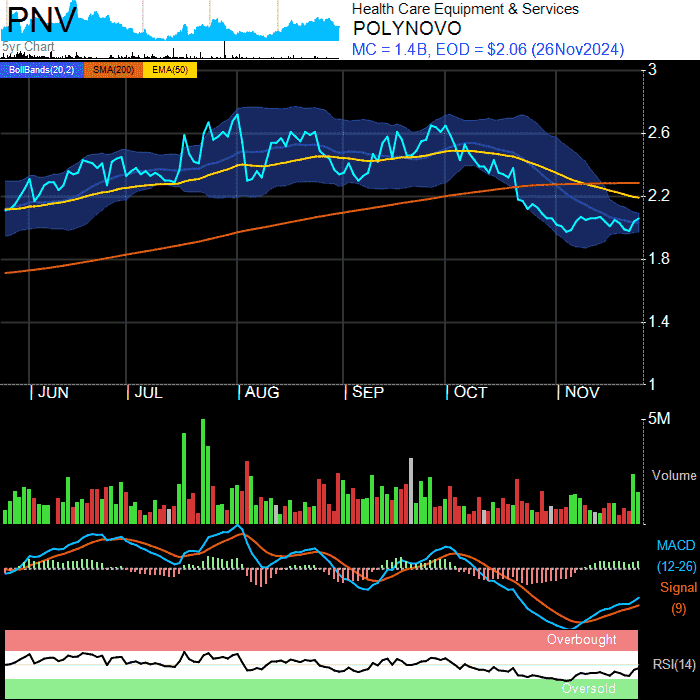 PNV
5yr Chart
Health Care Equipment & Services
POLYNOVO
MC = 1.4B, EOD = $2.06 (26Nov2024)
BollBands(20,2) SMA(200) EMA(50)
3
2.6
2.2
1.8
1.4
1
JUN JUL AUG SEP OCT NOV
5M
Volume
MACD
(12-26)
Signal
(9)
Overbought
RSI(14)
Oversold